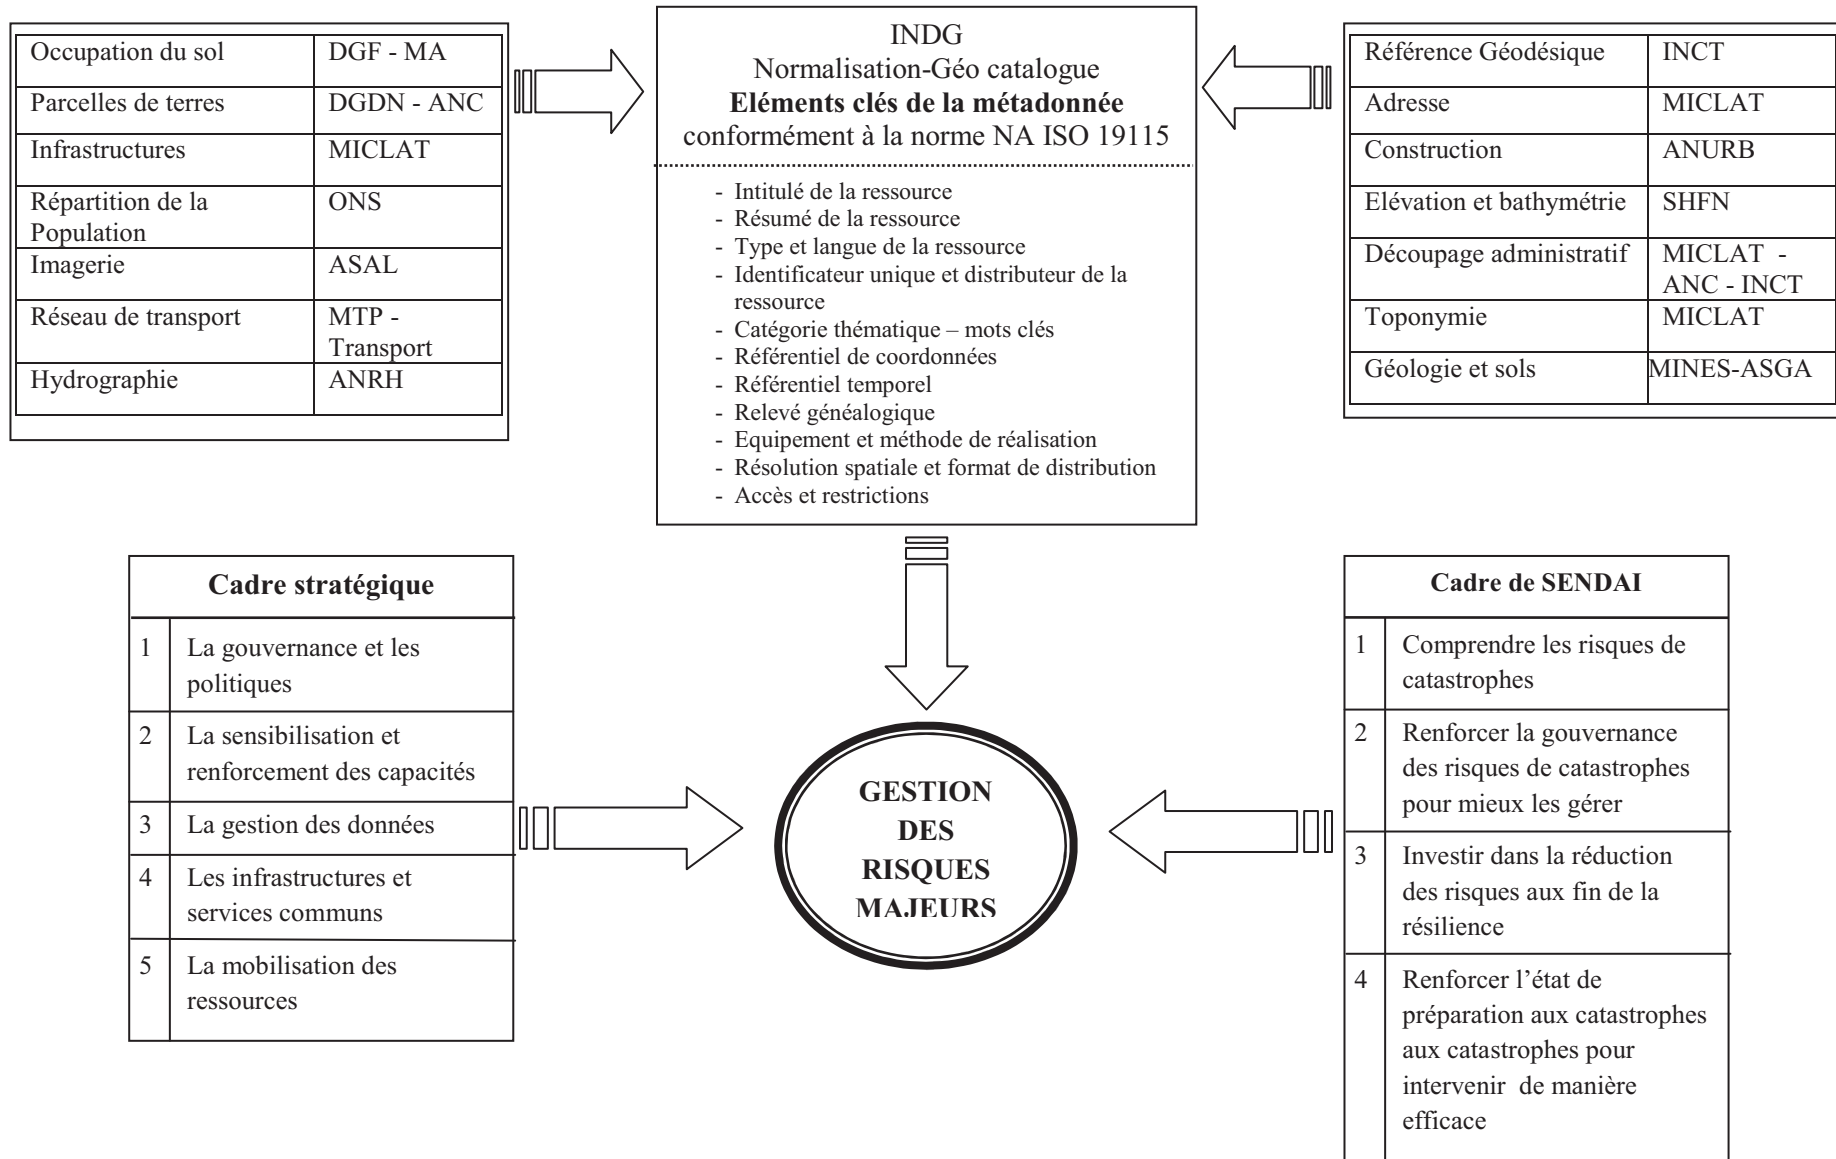 Occupation du sol DGF - MA
Parcelles de terres DGDN - ANC
Infrastructures MICLAT
Répartition de la ONS
Population
Imagerie ASAL
Réseau de transport MTP -
Transport
Hydrographie ANRH
INDG
Normalisation-Géo catalogue
Eléments clés de la métadonnée
conformément à la norme NA ISO 19115
- Intitulé de la ressource
- Résumé de la ressource
- Type et langue de la ressource
- Identificateur unique et distributeur de la
ressource
- Catégorie thématique – mots clés
- Référentiel de coordonnées
- Référentiel temporel
- Relevé généalogique
- Equipement et méthode de réalisation
- Résolution spatiale et format de distribution
- Accès et restrictions
Référence Géodésique INCT
Adresse MICLAT
Construction ANURB
Elévation et bathymétrie SHFN
Découpage administratif MICLAT -
ANC - INCT
Toponymie MICLAT
Géologie et sols MINES-ASGA
Cadre stratégique
1 La gouvernance et les
politiques
2 La sensibilisation et
renforcement des capacités
3 La gestion des données
4 Les infrastructures et
services communs
5 La mobilisation des
ressources
GESTION
DES
RISQUES
MAJEURS
Cadre de SENDAI
1 Comprendre les risques de
catastrophes
2 Renforcer la gouvernance
des risques de catastrophes
pour mieux les gérer
3 Investir dans la réduction
des risques aux fin de la
résilience
4 Renforcer l’état de
préparation aux catastrophes
aux catastrophes pour
intervenir de manière
efficace